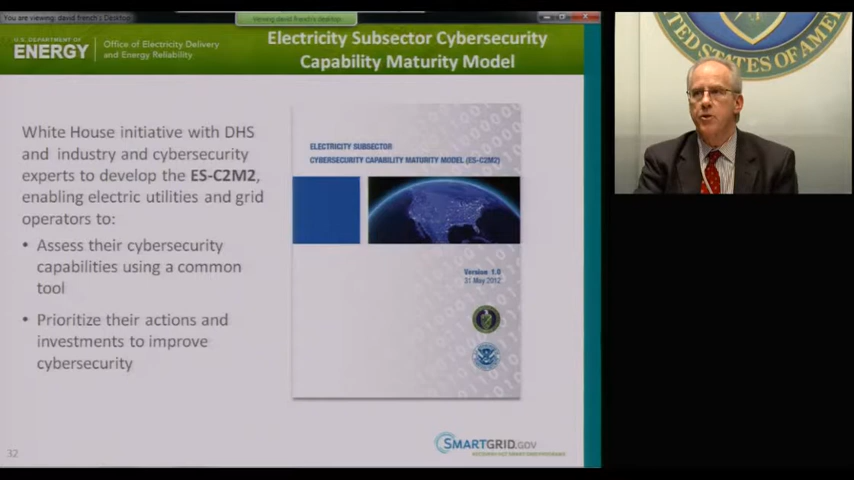 You are viewing: david french's Desktop
Viewing david french's desktop
U.S. DEPARTMENT OF
ENERGY
Office of Electricity Delivery
and Energy Reliability
Electricity Subsector Cybersecurity
Capability Maturity Model
White House initiative with DHS
and industry and cybersecurity
experts to develop the ES-C2M2,
enabling electric utilities and grid
operators to:
• Assess their cybersecurity
capabilities using a common
tool
• Prioritize their actions and
investments to improve
cybersecurity
ELECTRICITY SUBSECTOR
CYBERSECURITY CAPABILITY MATURITY MODEL (ES-C2M2)
Version 1.0
31 May 2012
32
SMARTGRID.GOV
UNITED STATES OF AMER